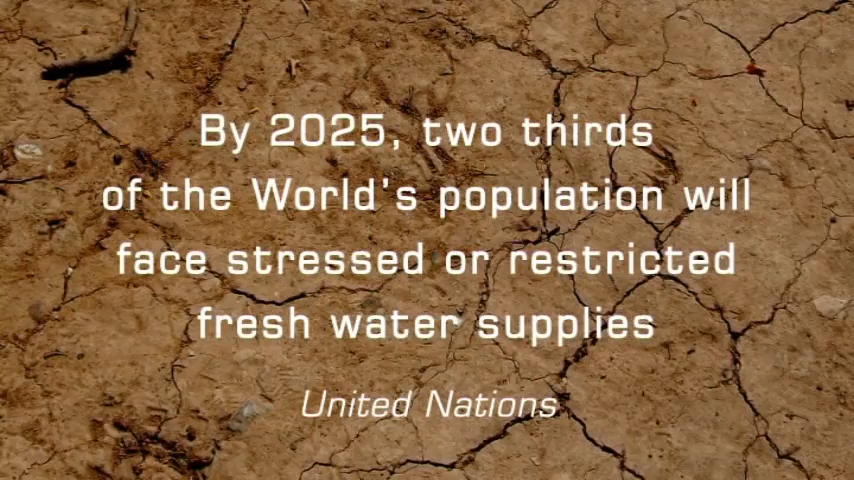 By 2025, two thirds
of the World's population will
face stressed or restricted
fresh water supplies
United Nations